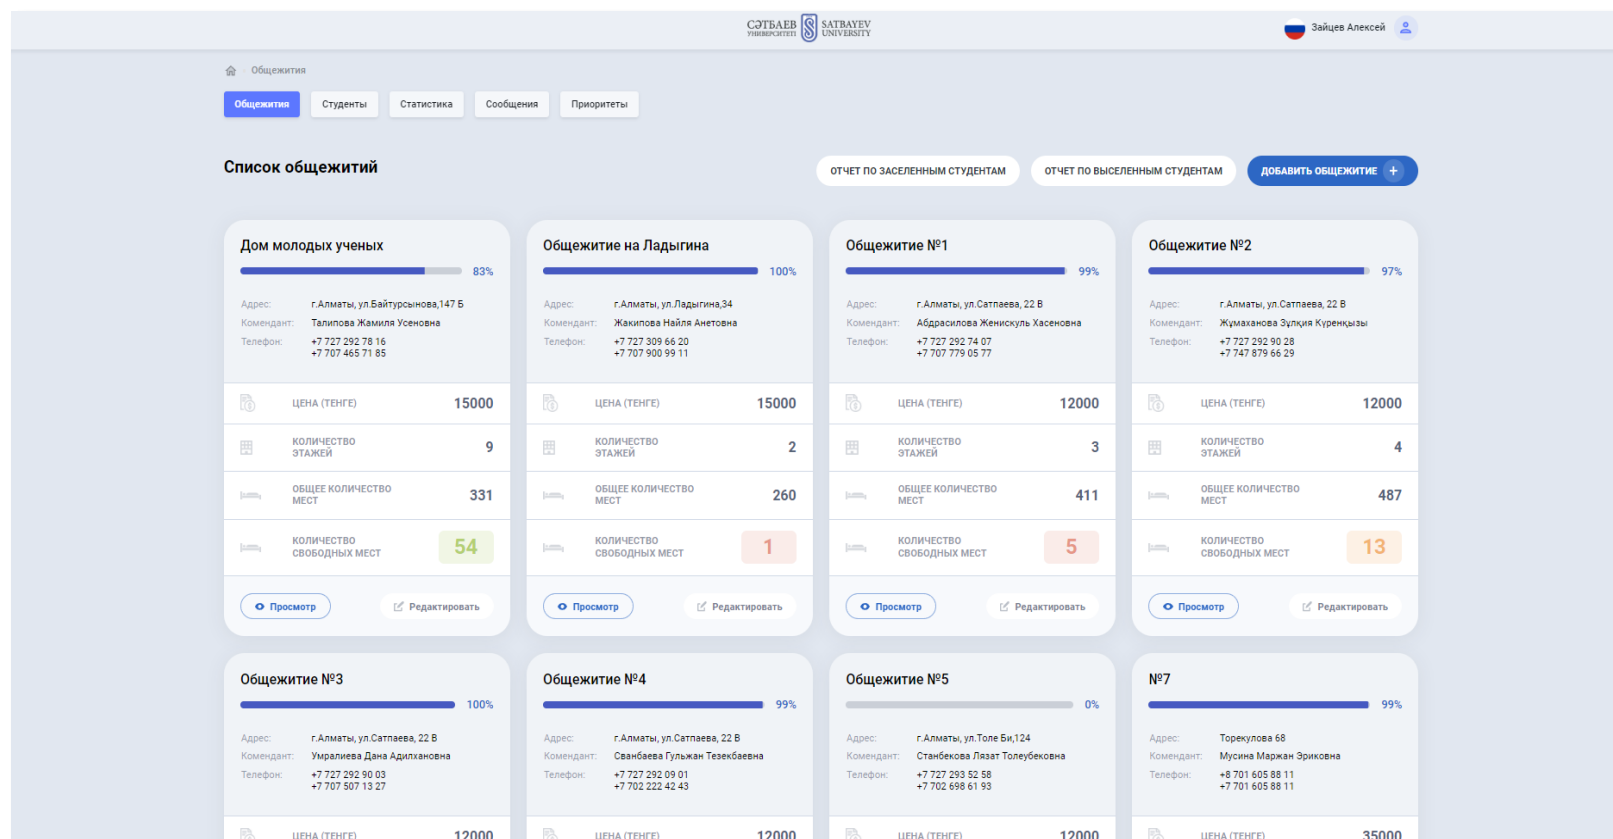 СӘТБАЕВ
УНИВЕРСИТЕТІ
SATBAYEV
UNIVERSITY
Зайцев Алексей
Общежития
Общежития
Студенты
Статистика
Сообщения
Приоритеты
Список общежитий
ОТЧЕТ ПО ЗАСЕЛЕННЫМ СТУДЕНТАМ
ОТЧЕТ ПО ВЫСЕЛЕННЫМ СТУДЕНТАМ
ДОБАВИТЬ ОБЩЕЖИТИЕ +
Дом молодых ученых
83%
Адрес: г.Алматы, ул.Байтурсынова,147 Б
Комендант: Талипова Жамиля Усеновна
Телефон: +7 727 292 78 16
+7 707 465 71 85
ЦЕНА (ТЕНГЕ) 15000
КОЛИЧЕСТВО
ЭТАЖЕЙ 9
ОБЩЕЕ КОЛИЧЕСТВО
МЕСТ 331
КОЛИЧЕСТВО
СВОБОДНЫХ МЕСТ 54
Просмотр
Редактировать
Общежитие на Ладыгина
100%
Адрес: г.Алматы, ул.Ладыгина,34
Комендант: Жакипова Найля Анетовна
Телефон: +7 727 309 66 20
+7 707 900 99 11
ЦЕНА (ТЕНГЕ) 15000
КОЛИЧЕСТВО
ЭТАЖЕЙ 2
ОБЩЕЕ КОЛИЧЕСТВО
МЕСТ 260
КОЛИЧЕСТВО
СВОБОДНЫХ МЕСТ 1
Просмотр
Редактировать
Общежитие №1
99%
Адрес: г.Алматы, ул.Сатпаева, 22 В
Комендант: Абдрасилова Женискуль Хасеновна
Телефон: +7 727 292 74 07
+7 707 779 05 77
ЦЕНА (ТЕНГЕ) 12000
КОЛИЧЕСТВО
ЭТАЖЕЙ 3
ОБЩЕЕ КОЛИЧЕСТВО
МЕСТ 411
КОЛИЧЕСТВО
СВОБОДНЫХ МЕСТ 5
Просмотр
Редактировать
Общежитие №2
97%
Адрес: г.Алматы, ул.Сатпаева, 22 В
Комендант: Жұмаханова Зұлқия Күренқызы
Телефон: +7 727 292 90 28
+7 747 879 66 29
ЦЕНА (ТЕНГЕ) 12000
КОЛИЧЕСТВО
ЭТАЖЕЙ 4
ОБЩЕЕ КОЛИЧЕСТВО
МЕСТ 487
КОЛИЧЕСТВО
СВОБОДНЫХ МЕСТ 13
Просмотр
Редактировать
Общежитие №3
100%
Адрес: г.Алматы, ул.Сатпаева, 22 В
Комендант: Умралиева Дана Адилхановна
Телефон: +7 727 292 90 03
+7 707 507 13 27
ЦЕНА (ТЕНГЕ) 12000
Общежитие №4
99%
Адрес: г.Алматы, ул.Сатпаева, 22 В
Комендант: Сванбаева Гульжан Тезекбаевна
Телефон: +7 727 292 09 01
+7 702 222 42 43
ЦЕНА (ТЕНГЕ) 12000
Общежитие №5
0%
Адрес: г.Алматы, ул.Толе Би,124
Комендант: Станбекова Лязат Толеубековна
Телефон: +7 727 293 52 58
+7 702 698 61 93
ЦЕНА (ТЕНГЕ) 12000
№7
99%
Адрес: Торекулова 68
Комендант: Мусина Маржан Эриковна
Телефон: +8 701 605 88 11
+7 701 605 88 11
ЦЕНА (ТЕНГЕ) 35000